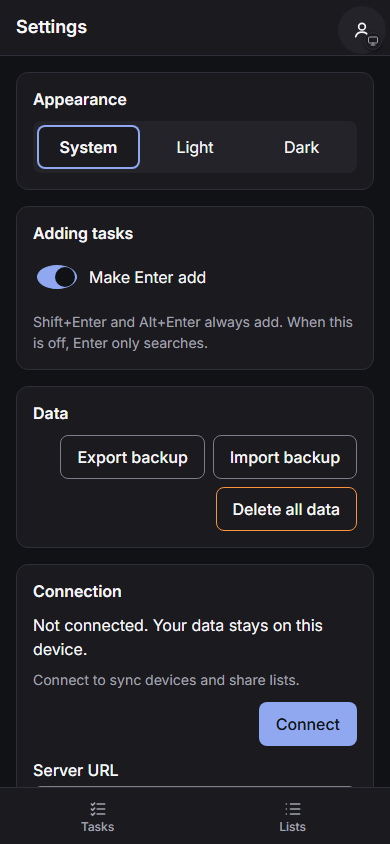 Settings
Appearance
System
Light
Dark
Adding tasks
Make Enter add
Shift+Enter and Alt+Enter always add. When this
is off, Enter only searches.
Data
Export backup
Import backup
Delete all data
Connection
Not connected. Your data stays on this
device.
Connect to sync devices and share lists.
Connect
Server URL
Tasks
Lists